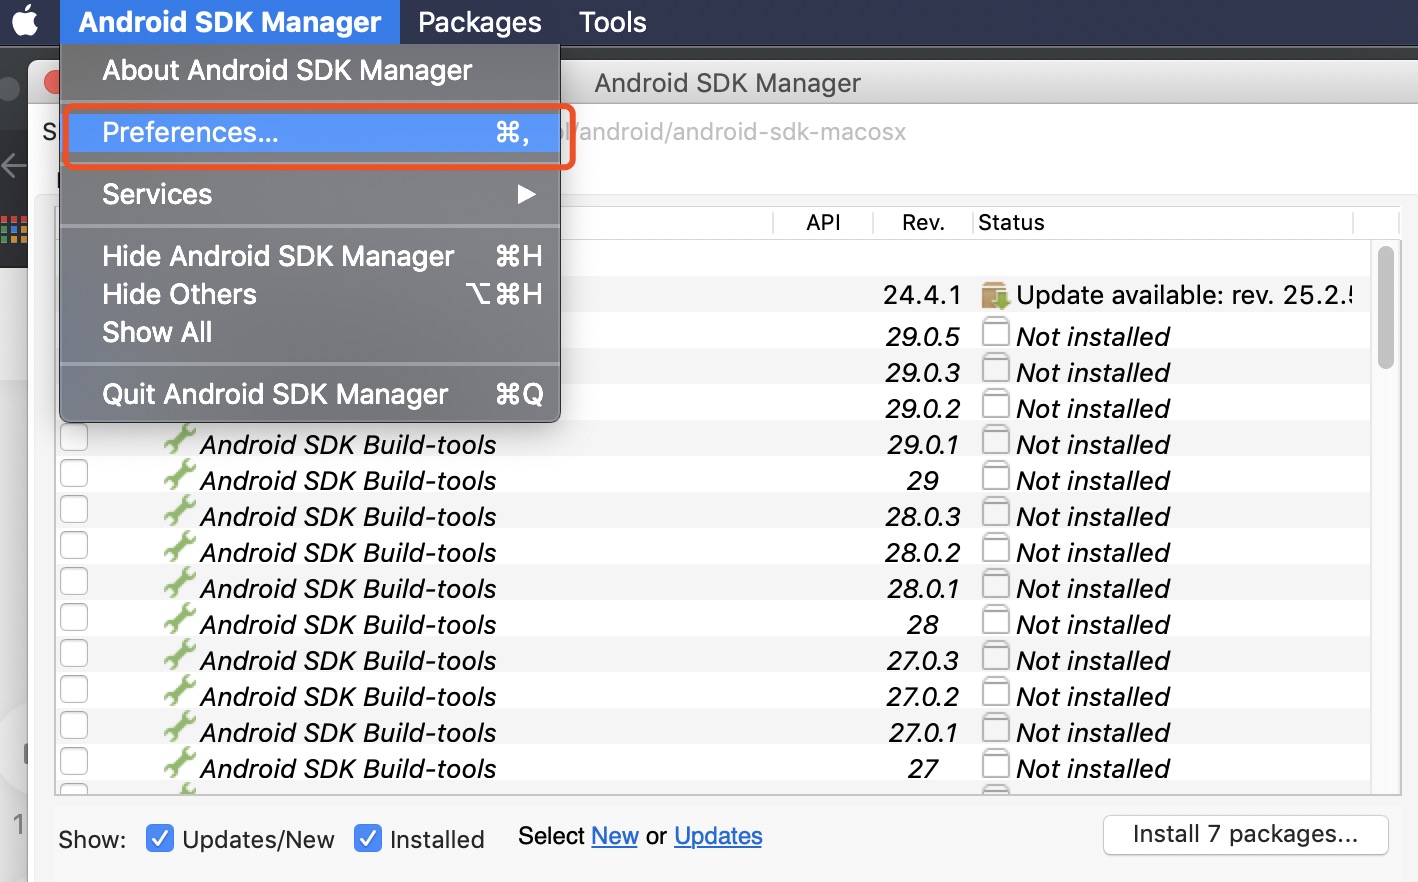 Android SDK Manager Packages Tools
About Android SDK Manager
Android SDK Manager
Preferences... ⌘,
/android/android-sdk-macosx
Services ▶
API Rev. Status
Hide Android SDK Manager ⌘H
Hide Others ⌥⌘H
Show All
Quit Android SDK Manager ⌘Q
24.4.1 Update available: rev. 25.2.5
29.0.5 Not installed
29.0.3 Not installed
29.0.2 Not installed
Android SDK Build-tools 29.0.1 Not installed
Android SDK Build-tools 29 Not installed
Android SDK Build-tools 28.0.3 Not installed
Android SDK Build-tools 28.0.2 Not installed
Android SDK Build-tools 28.0.1 Not installed
Android SDK Build-tools 28 Not installed
Android SDK Build-tools 27.0.3 Not installed
Android SDK Build-tools 27.0.2 Not installed
Android SDK Build-tools 27.0.1 Not installed
Android SDK Build-tools 27 Not installed
Show: Updates/New Installed Select New or Updates Install 7 packages...